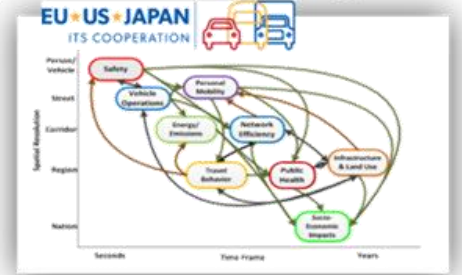 EU★US★JAPAN
ITS COOPERATION
Person/
Vehicle
Street
Corridor
Region
Nation
Spatial Resolution
Safety
Vehicle
Operations
Personal
Mobility
Energy/
Emissions
Network
Efficiency
Travel
Behavior
Public
Health
Infrastructure
& Land Use
Socio-
Economic
Impacts
Seconds
Time Frame
Years